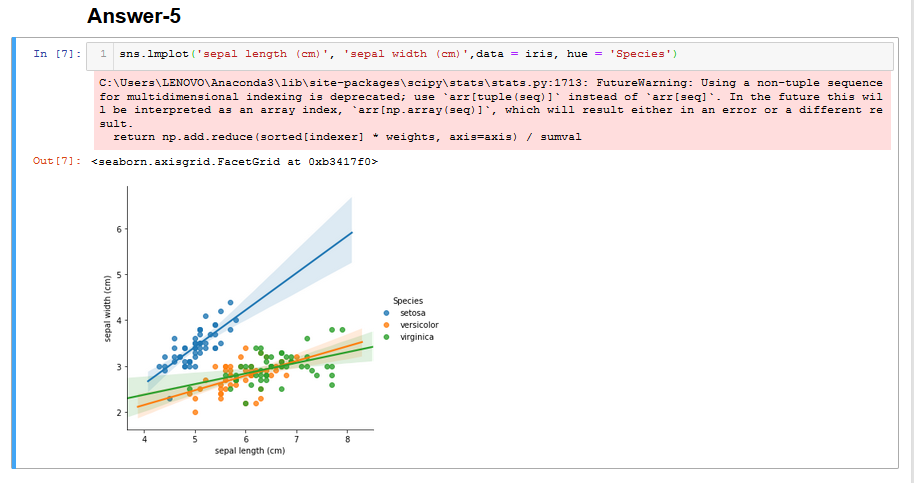 Answer-5
In [7]: 1 sns.lmplot('sepal length (cm)', 'sepal width (cm)',data = iris, hue = 'Species')
C:\Users\LENOVO\Anaconda3\lib\site-packages\scipy\stats\stats.py:1713: FutureWarning: Using a non-tuple sequence
for multidimensional indexing is deprecated; use `arr[tuple(seq)]` instead of `arr[seq]`. In the future this wil
l be interpreted as an array index, `arr[np.array(seq)]`, which will result either in an error or a different re
sult.
  return np.add.reduce(sorted[indexer] * weights, axis=axis) / sumval
Out[7]: <seaborn.axisgrid.FacetGrid at 0xb3417f0>
6
5
4
3
2
sepal width (cm)
4 5 6 7 8
sepal length (cm)
Species
setosa
versicolor
virginica